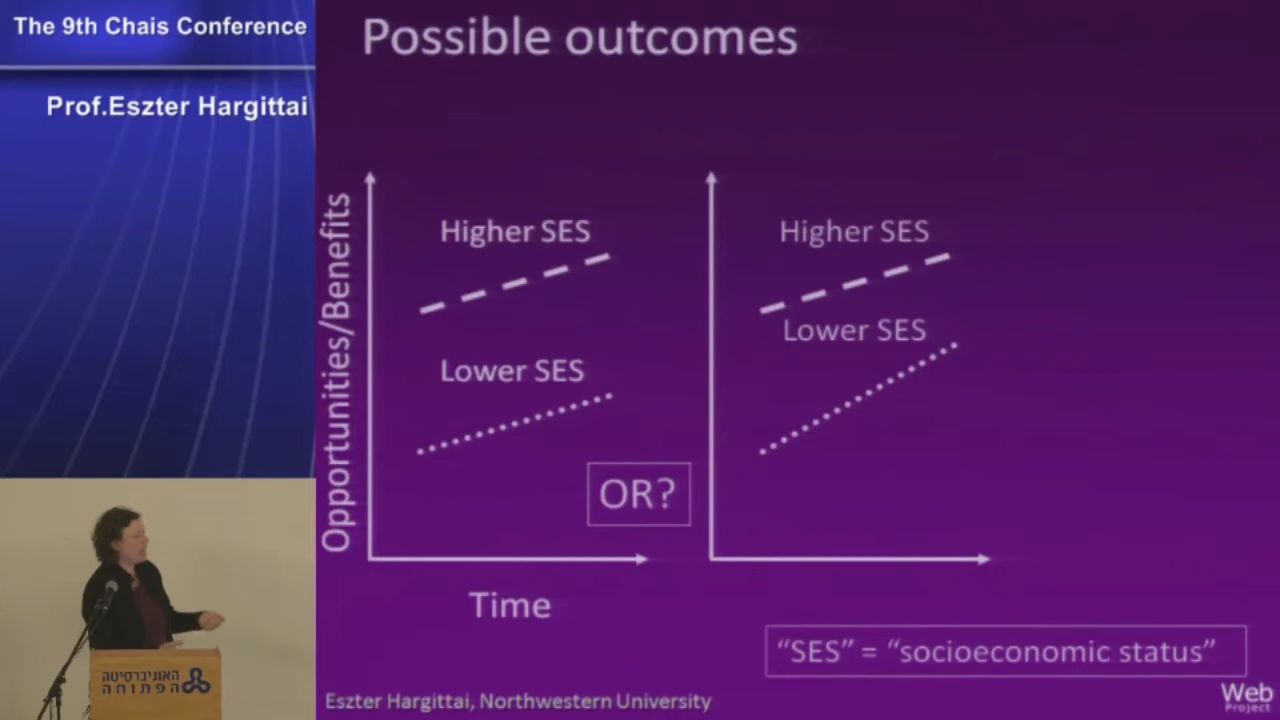 The 9th Chais Conference
Prof.Eszter Hargittai
Possible outcomes
Opportunities/Benefits
Higher SES
Lower SES
OR?
Higher SES
Lower SES
Time
"SES" = "socioeconomic status"
Eszter Hargittai, Northwestern University
Web
Project
האוניברסיטה
הפתוחה